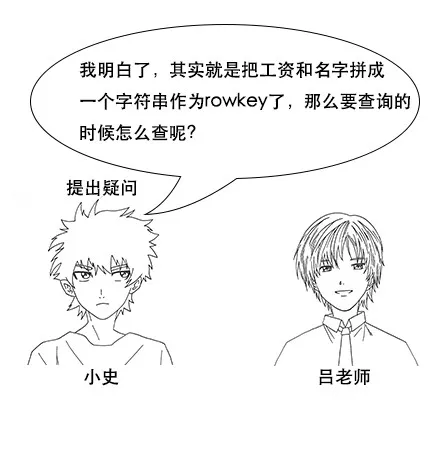 我明白了，其实就是把工资和名字拼成
一个字符串作为rowkey了，那么要查询的
时候怎么查呢?
提出疑问
小史
吕老师